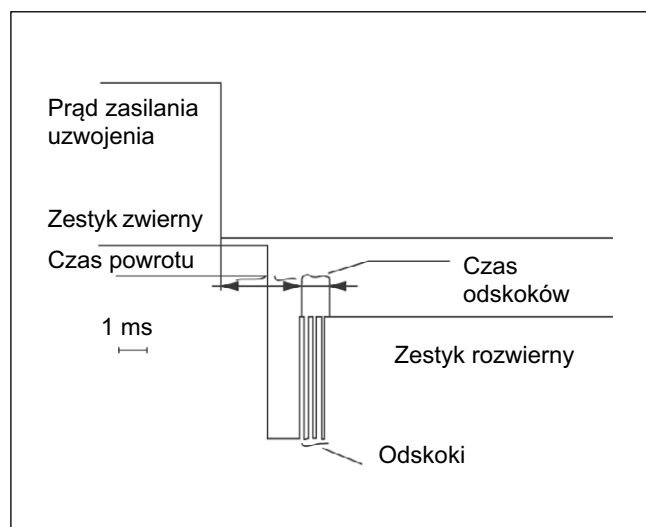 Prąd zasilania
uzwojenia
Zestyk zwierny
Czas powrotu
Czas
odskoków
1 ms
Zestyk rozwierny
Odskoki